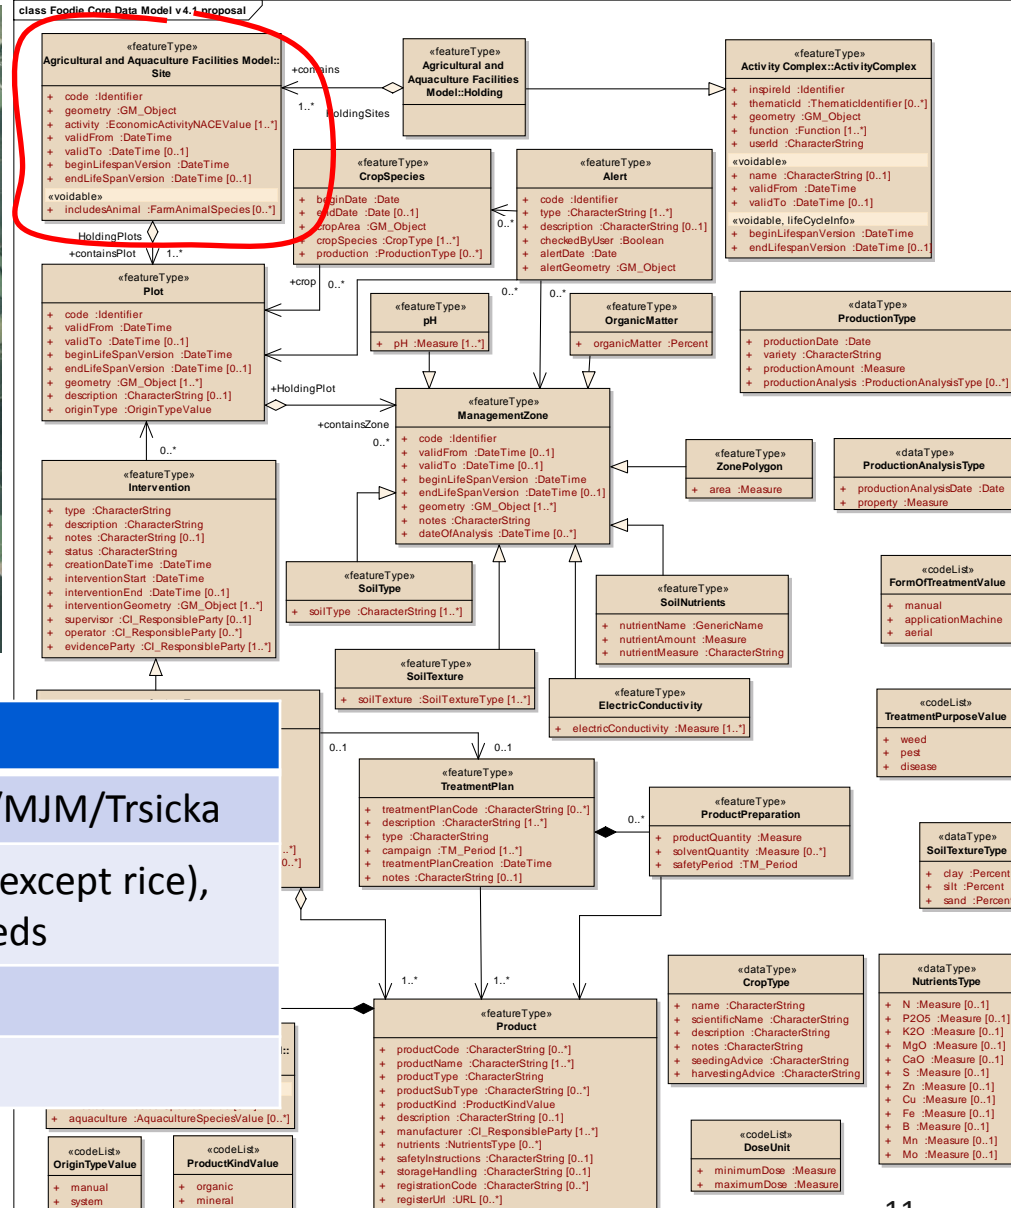 class Foodie Core Data Model v4.1 proposal
«featureType»
Agricultural and Aquaculture Facilities Model::
Site
+ code :Identifier
+ geometry :GM_Object
+ activity :EconomicActivityNACEValue [1..*]
+ validFrom :DateTime
+ validTo :DateTime [0..1]
+ beginLifespanVersion :DateTime
+ endLifeSpanVersion :DateTime [0..1]
«voidable»
+ includesAnimal :FarmAnimalSpecies [0..*]
+contains
1..*
HoldingSites
«featureType»
Agricultural and
Aquaculture Facilities
Model::Holding
«featureType»
Activity Complex::ActivityComplex
+ inspireId :Identifier
+ thematicId :ThematicIdentifier [0..*]
+ geometry :GM_Object
+ function :Function [1..*]
+ userId :CharacterString
«voidable»
+ name :CharacterString [0..1]
+ validFrom :DateTime
+ validTo :DateTime [0..1]
«voidable, lifeCycleInfo»
+ beginLifespanVersion :DateTime
+ endLifespanVersion :DateTime [0..1]
«featureType»
CropSpecies
+ beginDate :Date
+ endDate :Date [0..1]
+ cropArea :GM_Object
+ cropSpecies :CropType [1..*]
+ production :ProductionType [0..*]
«featureType»
Alert
+ code :Identifier
+ type :CharacterString [1..*]
+ description :CharacterString [0..1]
+ checkedByUser :Boolean
+ alertDate :Date
+ alertGeometry :GM_Object
0..*
HoldingPlots
+containsPlot
1..*
+crop
0..*
0..*
0..*
«featureType»
Plot
+ code :Identifier
+ validFrom :DateTime
+ validTo :DateTime [0..1]
+ beginLifeSpanVersion :DateTime
+ endLifeSpanVersion :DateTime [0..1]
+ geometry :GM_Object [1..*]
+ description :CharacterString [0..1]
+ originType :OriginTypeValue
«featureType»
pH
+ pH :Measure [1..*]
«featureType»
OrganicMatter
+ organicMatter :Percent
«dataType»
ProductionType
+ productionDate :Date
+ variety :CharacterString
+ productionAmount :Measure
+ productionAnalysis :ProductionAnalysisType [0..*]
+HoldingPlot
+containsZone
0..*
«featureType»
ManagementZone
+ code :Identifier
+ validFrom :DateTime [0..1]
+ validTo :DateTime [0..1]
+ beginLifeSpanVersion :DateTime
+ endLifeSpanVersion :DateTime [0..1]
+ geometry :GM_Object [1..*]
+ notes :CharacterString
+ dateOfAnalysis :DateTime [0..*]
«featureType»
ZonePolygon
+ area :Measure
«dataType»
ProductionAnalysisType
+ productionAnalysisDate :Date
+ property :Measure
0..*
«featureType»
Intervention
+ type :CharacterString
+ description :CharacterString
+ notes :CharacterString [0..1]
+ status :CharacterString
+ creationDateTime :DateTime
+ interventionStart :DateTime
+ interventionEnd :DateTime [0..1]
+ interventionGeometry :GM_Object [1..*]
+ supervisor :CI_ResponsibleParty [0..1]
+ operator :CI_ResponsibleParty [0..*]
+ evidenceParty :CI_ResponsibleParty [1..*]
«featureType»
SoilType
+ soilType :CharacterString [1..*]
«featureType»
SoilNutrients
+ nutrientName :GenericName
+ nutrientAmount :Measure
+ nutrientMeasure :CharacterString
«codeList»
FormOfTreatmentValue
+ manual
+ applicationMachine
+ aerial
«featureType»
SoilTexture
+ soilTexture :SoilTextureType [1..*]
«featureType»
ElectricConductivity
+ electricConductivity :Measure [1..*]
«codeList»
TreatmentPurposeValue
+ weed
+ pest
+ disease
/MJM/Trsicka
except rice),
eds
..*]
0..*]
0..1
0..1
«featureType»
TreatmentPlan
+ treatmentPlanCode :CharacterString [0..*]
+ description :CharacterString [1..*]
+ type :CharacterString
+ campaign :TM_Period [1..*]
+ treatmentPlanCreation :DateTime
+ notes :CharacterString [0..1]
0..*
«featureType»
ProductPreparation
+ productQuantity :Measure
+ solventQuantity :Measure [0..*]
+ safetyPeriod :TM_Period
«dataType»
SoilTextureType
+ clay :Percent
+ silt :Percent
+ sand :Percent
1..*
1..*
«featureType»
Product
+ productCode :CharacterString [0..*]
+ productName :CharacterString [1..*]
+ productType :CharacterString
+ productSubType :CharacterString [0..*]
+ productKind :ProductKindValue
+ description :CharacterString [0..1]
+ manufacturer :CI_ResponsibleParty [1..*]
+ nutrients :NutrientsType [0..*]
+ safetyInstructions :CharacterString [0..1]
+ storageHandling :CharacterString [0..1]
+ registrationCode :CharacterString [0..*]
+ registerUrl :URL [0..*]
«dataType»
CropType
+ name :CharacterString
+ scientificName :CharacterString
+ description :CharacterString
+ notes :CharacterString
+ seedingAdvice :CharacterString
+ harvestingAdvice :CharacterString
«dataType»
NutrientsType
+ N :Measure [0..1]
+ P2O5 :Measure [0..1]
+ K2O :Measure [0..1]
+ MgO :Measure [0..1]
+ CaO :Measure [0..1]
+ S :Measure [0..1]
+ Zn :Measure [0..1]
+ Cu :Measure [0..1]
+ Fe :Measure [0..1]
+ B :Measure [0..1]
+ Mn :Measure [0..1]
+ Mo :Measure [0..1]
::
+ aquaculture :AquacultureSpeciesValue [0..*]
«codeList»
OriginTypeValue
+ manual
+ system
«codeList»
ProductKindValue
+ organic
+ mineral
«codeList»
DoseUnit
+ minimumDose :Measure
+ maximumDose :Measure